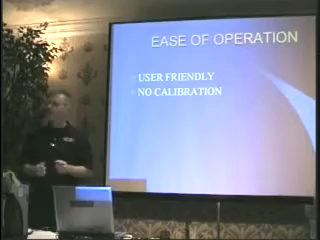 EASE OF OPERATION
USER FRIENDLY
NO CALIBRATION